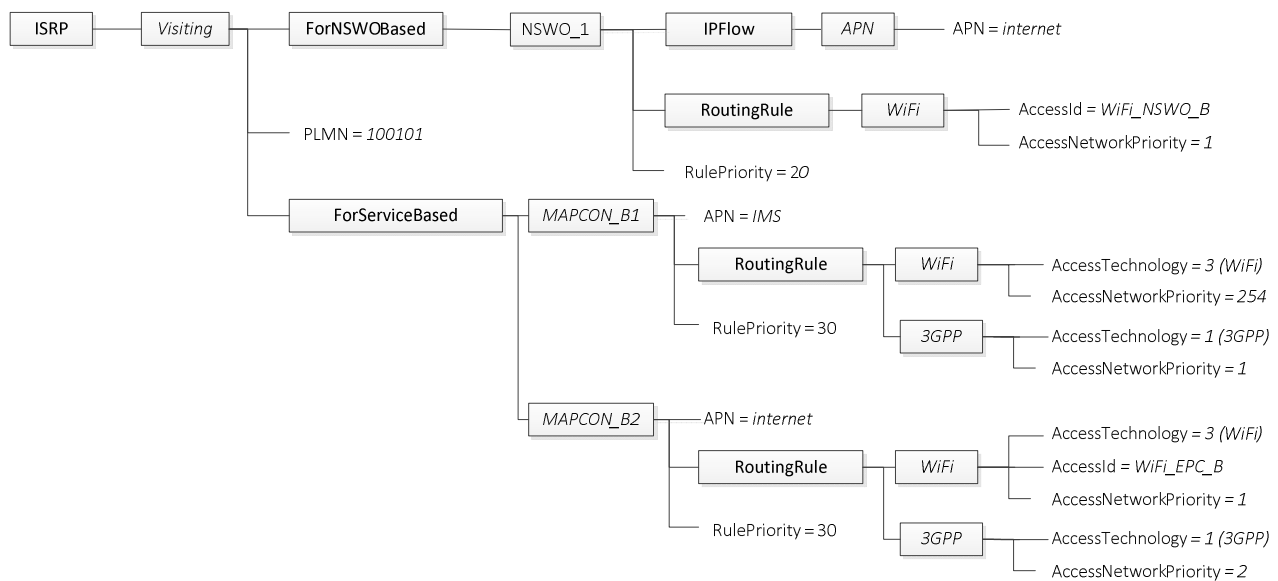 ISRP
Visiting
ForNSWOBased
NSWO_1
IPFlow
APN
APN = internet
RoutingRule
WiFi
AccessId = WiFi_NSWO_B
AccessNetworkPriority = 1
PLMN = 100101
RulePriority = 20
ForServiceBased
MAPCON_B1
APN = IMS
RoutingRule
WiFi
AccessTechnology = 3 (WiFi)
AccessNetworkPriority = 254
RulePriority = 30
3GPP
AccessTechnology = 1 (3GPP)
AccessNetworkPriority = 1
MAPCON_B2
APN = internet
RoutingRule
WiFi
AccessTechnology = 3 (WiFi)
AccessId = WiFi_EPC_B
AccessNetworkPriority = 1
RulePriority = 30
3GPP
AccessTechnology = 1 (3GPP)
AccessNetworkPriority = 2